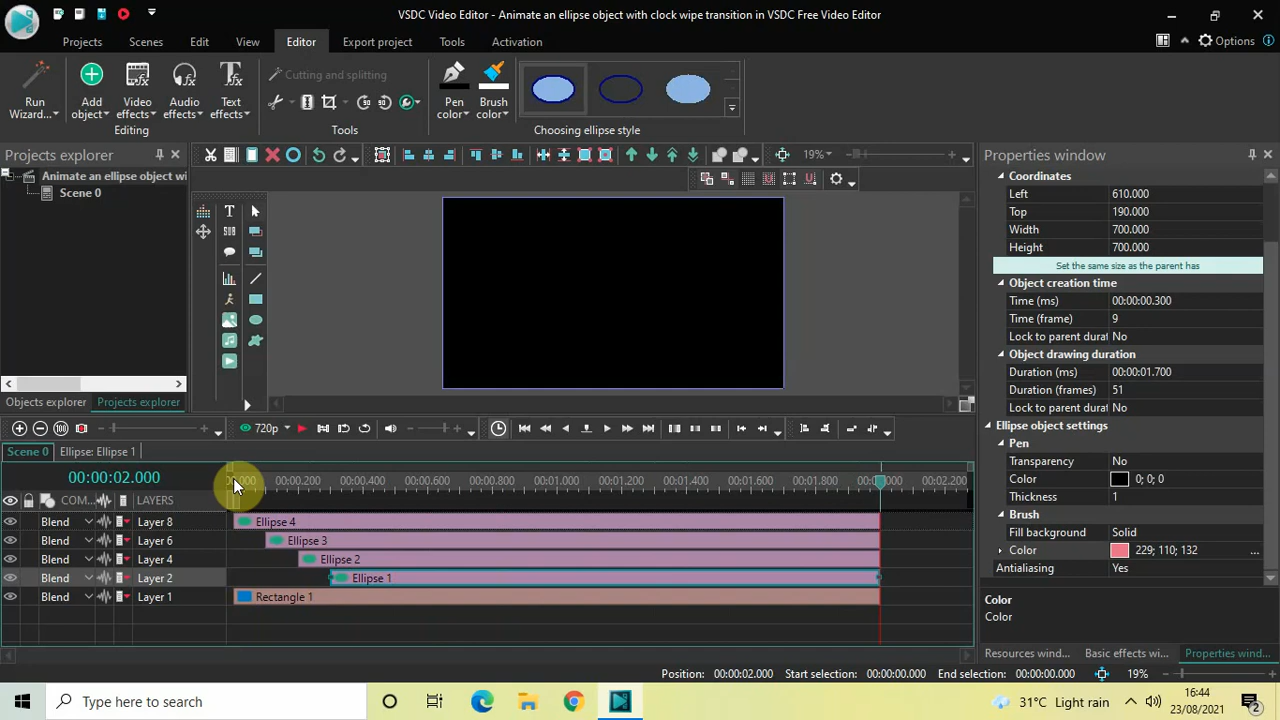 VSDC Video Editor - Animate an ellipse object with clock wipe transition in VSDC Free Video Editor
Projects Scenes Edit View Editor Export project Tools Activation Options
Run Wizard...
Add object
Video effects
Audio effects
Text effects
Editing
Cutting and splitting
Tools
Pen color
Brush color
Choosing ellipse style
Projects explorer
19%
Properties window
Animate an ellipse object wi
Scene 0
T
SUB
Coordinates
Left 610.000
Top 190.000
Width 700.000
Height 700.000
Set the same size as the parent has
Object creation time
Time (ms) 00:00:00.300
Time (frame) 9
Lock to parent durat No
Object drawing duration
Duration (ms) 00:00:01.700
Duration (frames) 51
Lock to parent durat No
Ellipse object settings
Pen
Transparency No
Color 0; 0; 0
Thickness 1
Brush
Fill background Solid
Color 229; 110; 132 ...
Antialiasing Yes
Color
Color
Resources wind... Basic effects wi... Properties wind...
Objects explorer Projects explorer
720p
Scene 0 Ellipse: Ellipse 1
00:00:02.000
00:00.200 00:00.400 00:00.600 00:00.800 00:01.000 00:01.200 00:01.400 00:01.600 00:01.800 00:02.200
COM... LAYERS
Blend Layer 8 Ellipse 4
Blend Layer 6 Ellipse 3
Blend Layer 4 Ellipse 2
Blend Layer 2 Ellipse 1
Blend Layer 1 Rectangle 1
Position: 00:00:02.000 Start selection: 00:00:00.000 End selection: 00:00:00.000 19%
Type here to search
31°C Light rain
16:44
23/08/2021
2